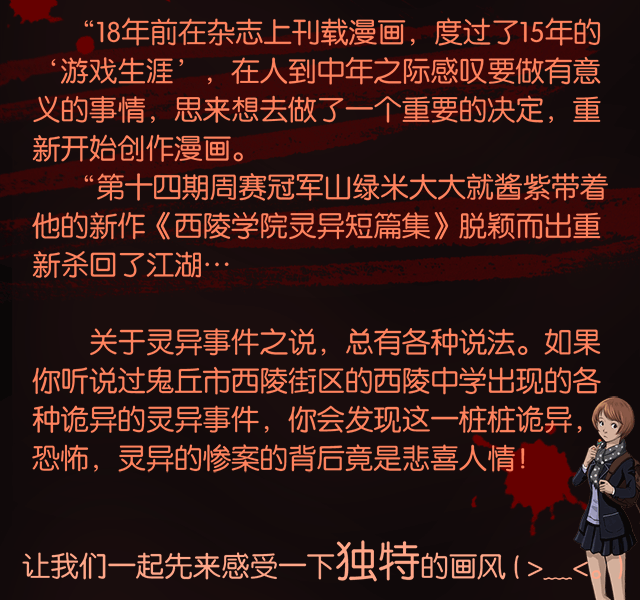 “18年前在杂志上刊载漫画，度过了15年的
‘游戏生涯’，在人到中年之际感叹要做有意
义的事情，思来想去做了一个重要的决定，重
新开始创作漫画。
“第十四期周赛冠军山绿米大大就酱紫带着
他的新作《西陵学院灵异短篇集》脱颖而出重
新杀回了江湖…
关于灵异事件之说，总有各种说法。如果
你听说过鬼丘市西陵街区的西陵中学出现的各
种诡异的灵异事件，你会发现这一桩桩诡异，
恐怖，灵异的惨案的背后竟是悲喜人情！
让我们一起先来感受一下独特的画风(>﹏<